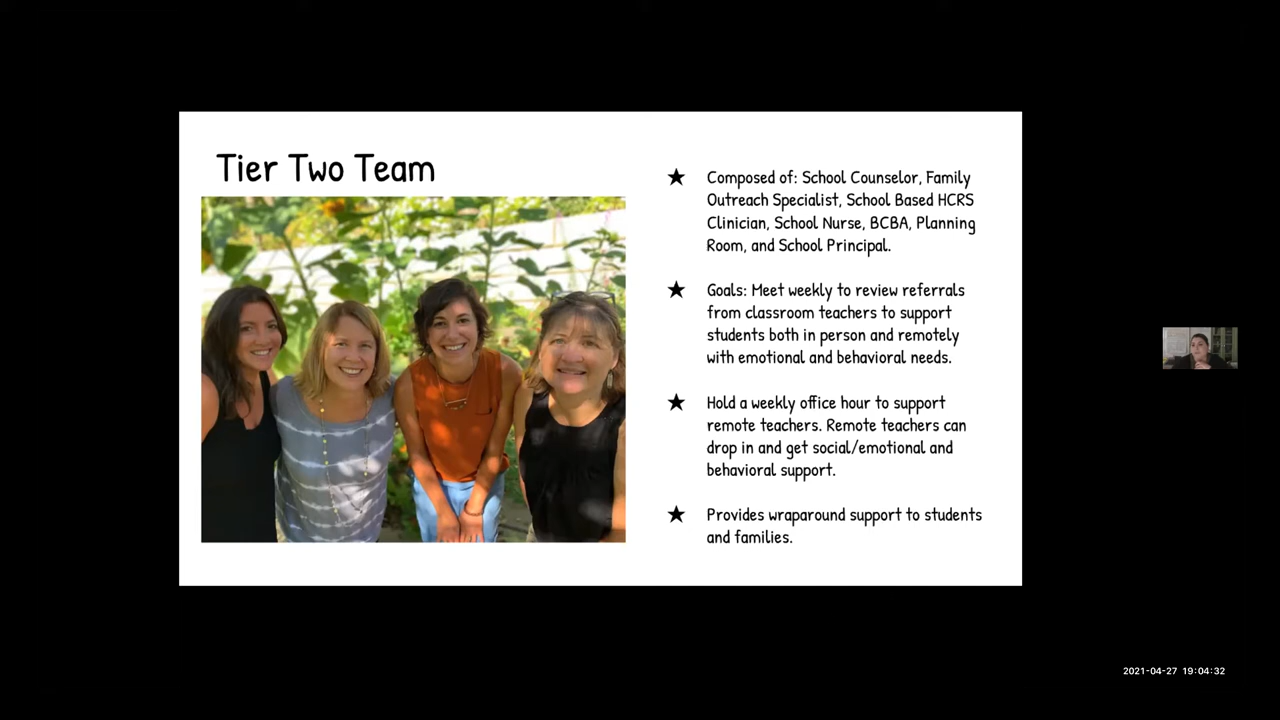 Tier Two Team
★ Composed of: School Counselor, Family
Outreach Specialist, School Based HCRS
Clinician, School Nurse, BCBA, Planning
Room, and School Principal.
★ Goals: Meet weekly to review referrals
from classroom teachers to support
students both in person and remotely
with emotional and behavioral needs.
★ Hold a weekly office hour to support
remote teachers. Remote teachers can
drop in and get social/emotional and
behavioral support.
★ Provides wraparound support to students
and families.
2021-04-27 19:04:32